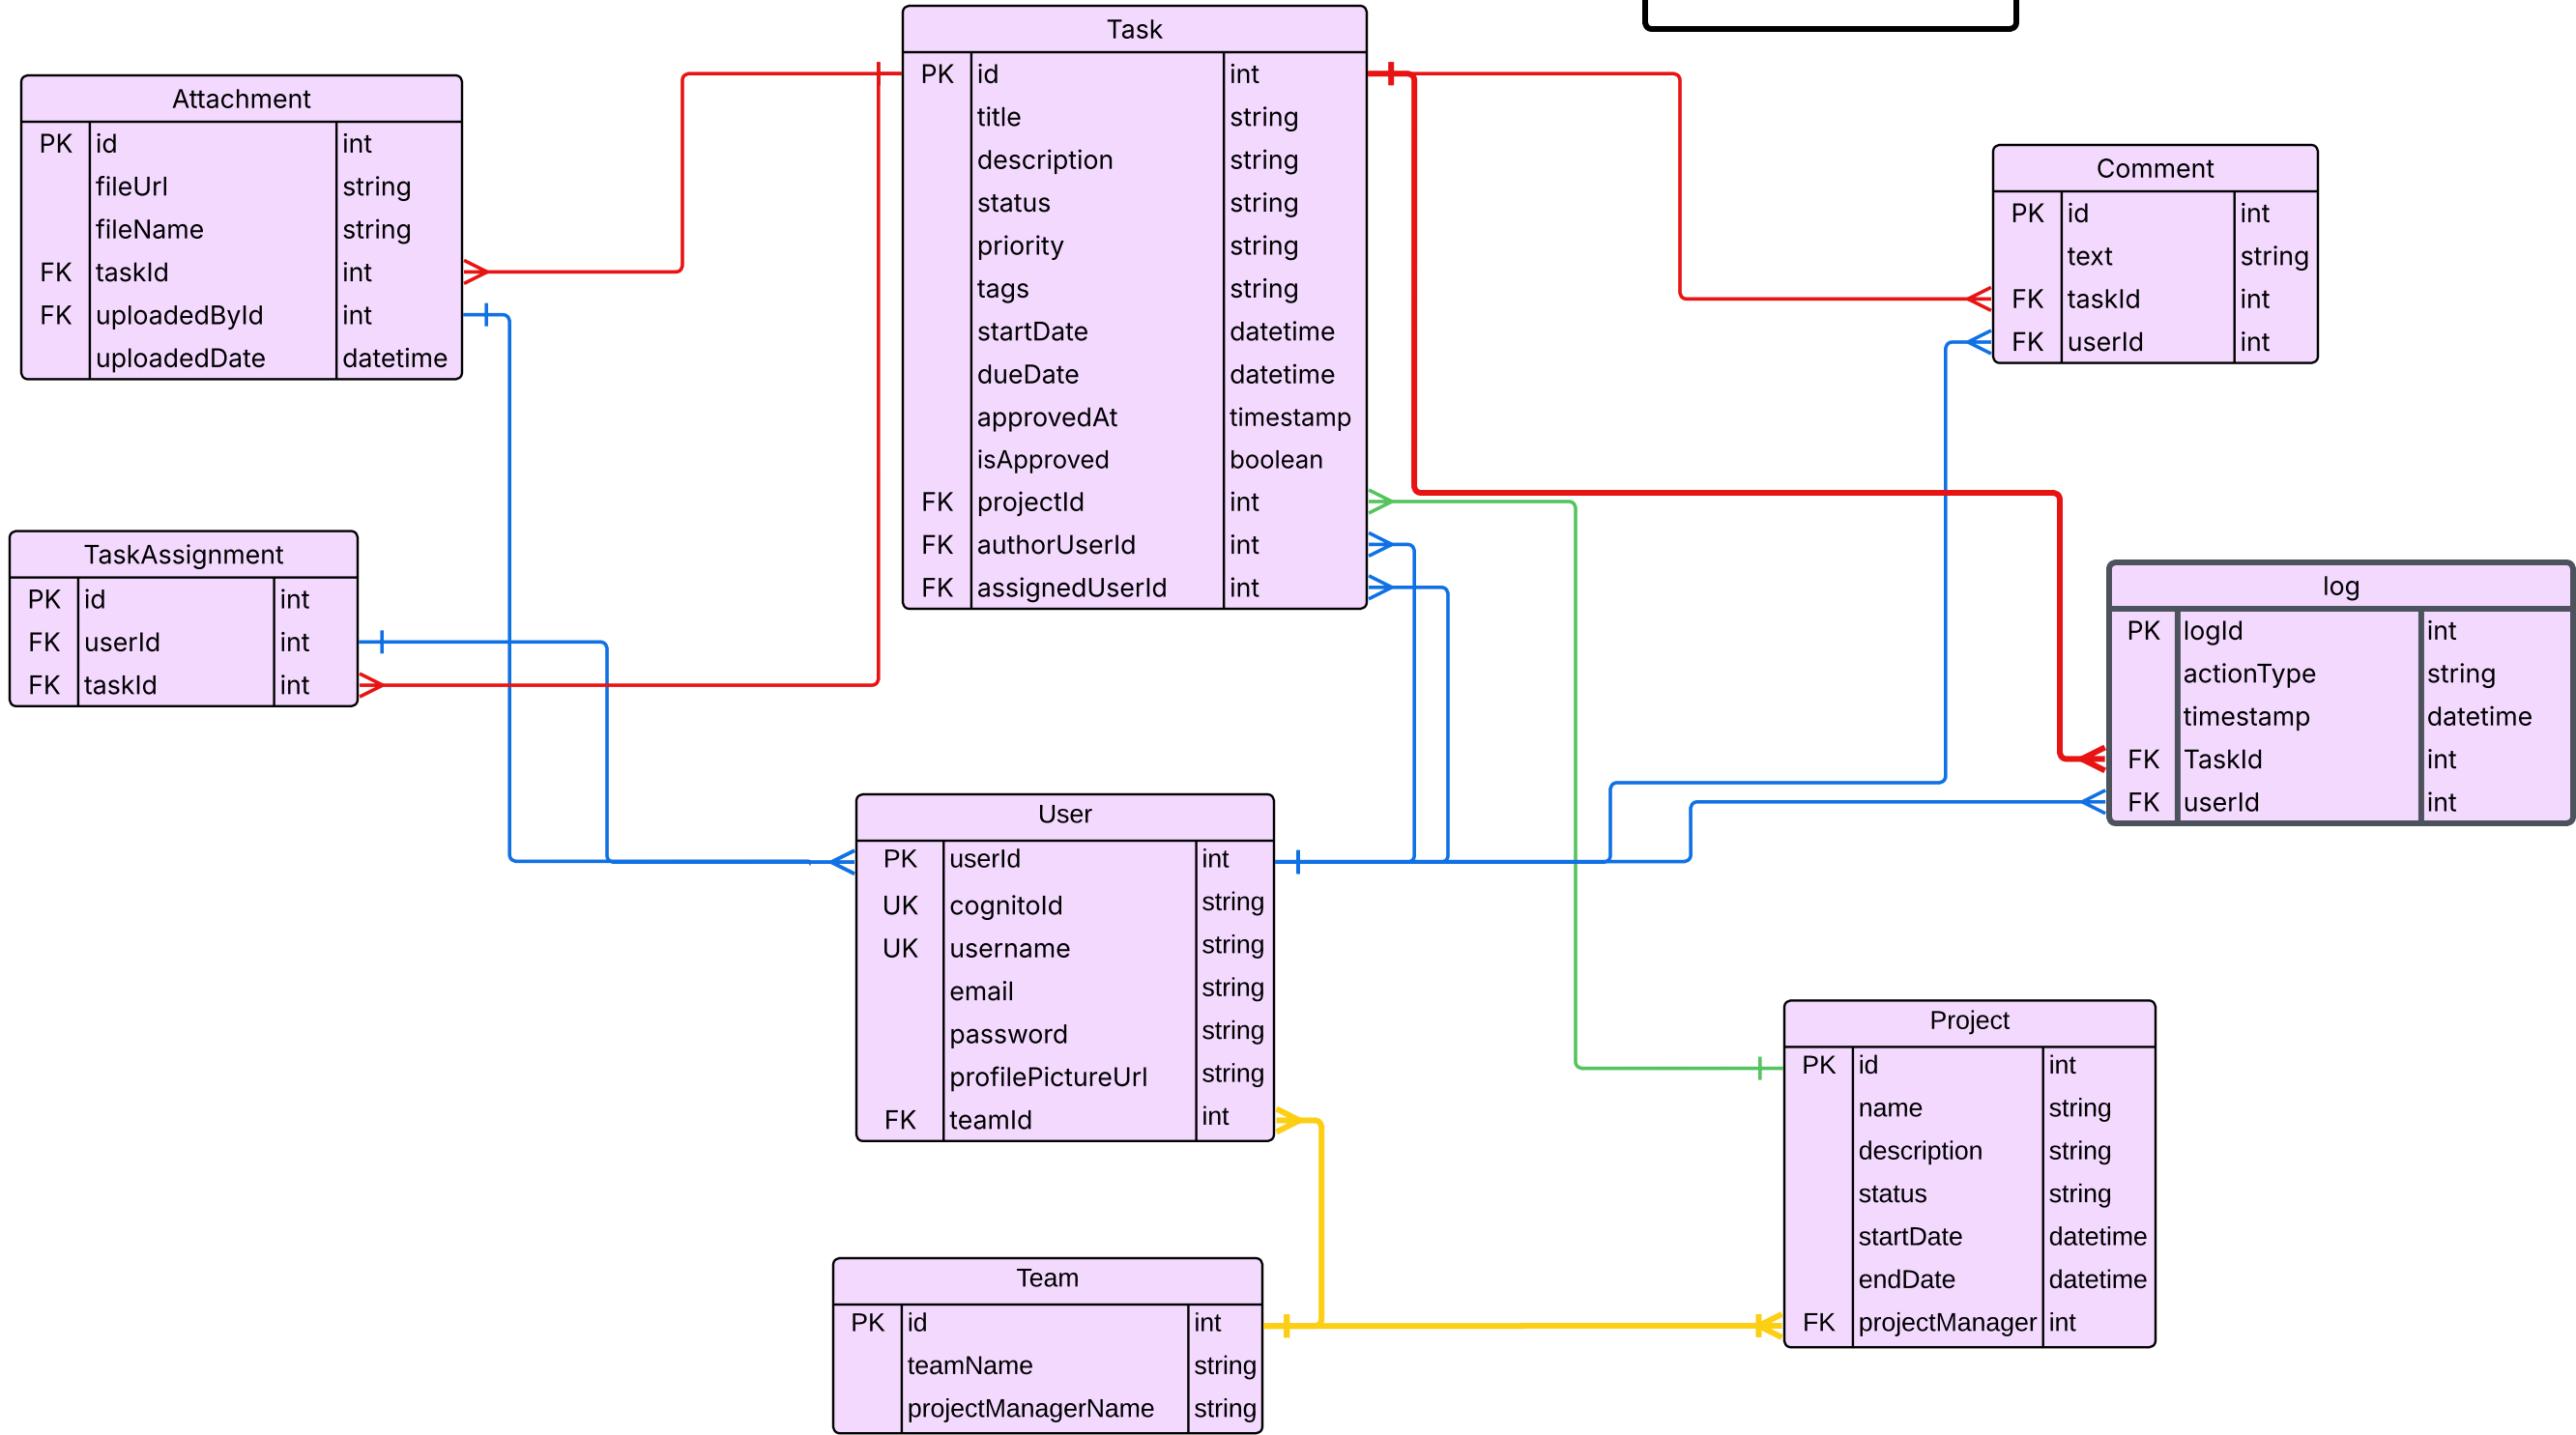 Task
PK id int
title string
description string
status string
priority string
tags string
startDate datetime
dueDate datetime
approvedAt timestamp
isApproved boolean
FK projectId int
FK authorUserId int
FK assignedUserId int
Attachment
PK id int
fileUrl string
fileName string
FK taskId int
FK uploadedById int
uploadedDate datetime
Comment
PK id int
text string
FK taskId int
FK userId int
TaskAssignment
PK id int
FK userId int
FK taskId int
log
PK logId int
actionType string
timestamp datetime
FK TaskId int
FK userId int
User
PK userId int
UK cognitoId string
UK username string
email string
password string
profilePictureUrl string
FK teamId int
Project
PK id int
name string
description string
status string
startDate datetime
endDate datetime
FK projectManager int
Team
PK id int
teamName string
projectManagerName string